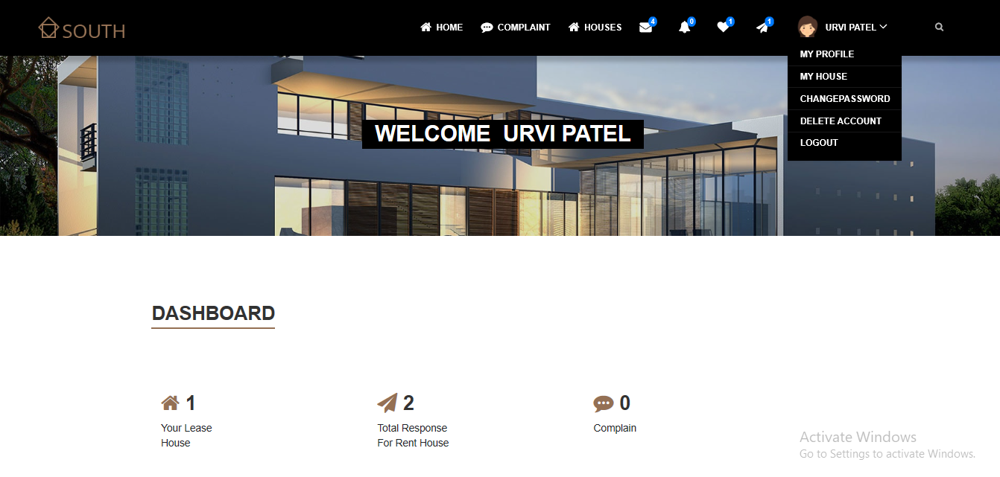 SOUTH
HOME COMPLAINT HOUSES 4 0 1 1 URVI PATEL
MY PROFILE
MY HOUSE
CHANGEPASSWORD
DELETE ACCOUNT
LOGOUT
WELCOME URVI PATEL
DASHBOARD
1
Your Lease
House
2
Total Response
For Rent House
0
Complain
Activate Windows
Go to Settings to activate Windows.